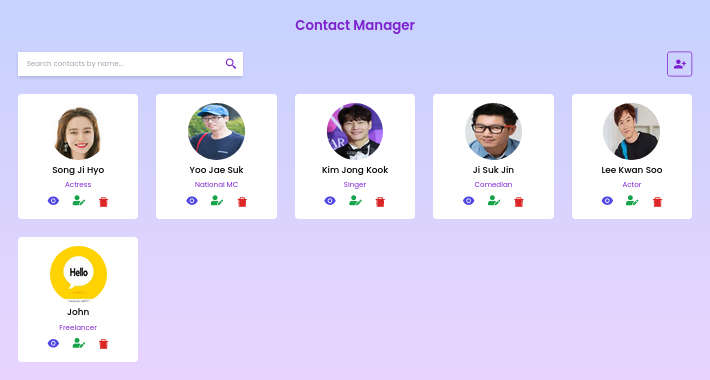 Contact Manager
Search contacts by name...
Song Ji Hyo
Actress
Yoo Jae Suk
National MC
Kim Jong Kook
Singer
Ji Suk Jin
Comedian
Lee Kwan Soo
Actor
Hello
John
Freelancer